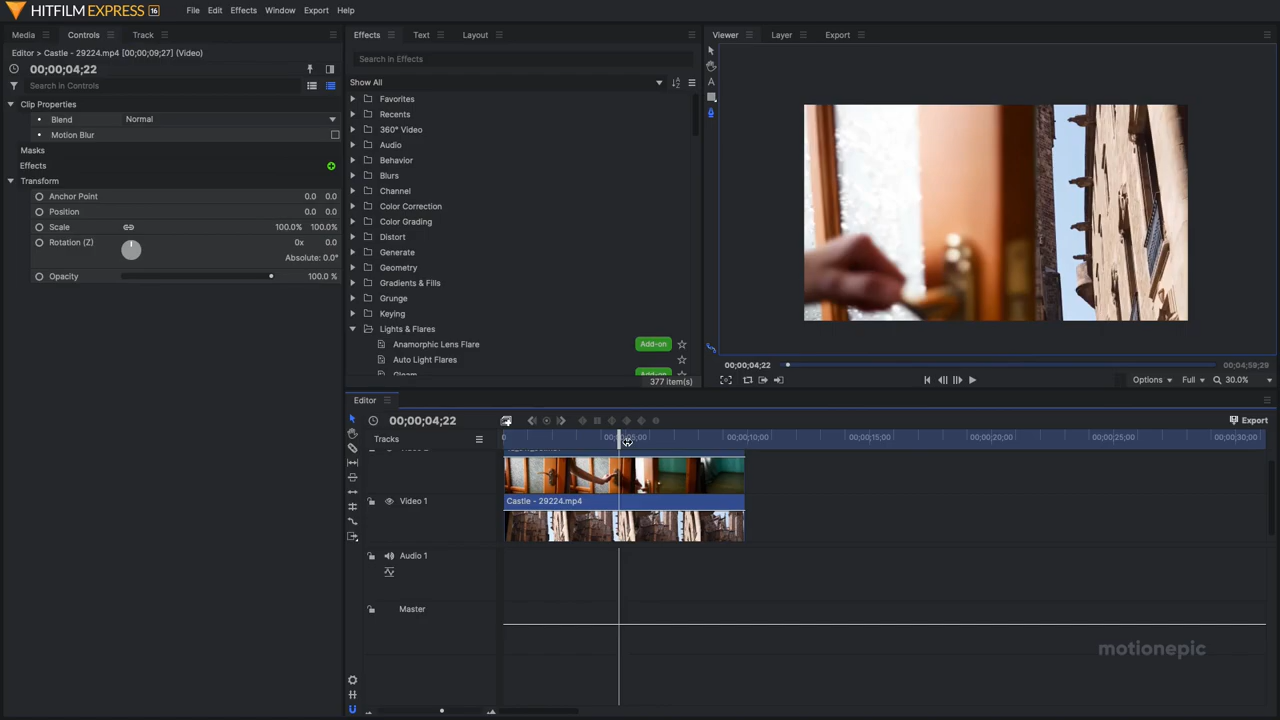 HITFILM EXPRESS 16
File Edit Effects Window Export Help
Media Controls Track
Editor > Castle - 29224.mp4 [00;00;09;27] (Video)
00;00;04;22
Search in Controls
Clip Properties
Blend Normal
Motion Blur
Masks
Effects
Transform
Anchor Point 0.0 0.0
Position 0.0 0.0
Scale 100.0% 100.0%
Rotation (Z) 0x 0.0
Absolute: 0.0°
Opacity 100.0 %
Effects Text Layout
Search in Effects
Show All
Favorites
Recents
360° Video
Audio
Behavior
Blurs
Channel
Color Correction
Color Grading
Distort
Generate
Geometry
Gradients & Fills
Grunge
Keying
Lights & Flares
Anamorphic Lens Flare Add-on
Auto Light Flares
Gleam Add-on
377 item(s)
Viewer Layer Export
00;00;04;22
00;04;59;29
Options Full 30.0%
Editor
00;00;04;22
Export
Tracks
0 00;00;05;00 00;00;10;00 00;00;15;00 00;00;20;00 00;00;25;00 00;00;30;00
Video 1
Castle - 29224.mp4
Audio 1
Master
motionepic